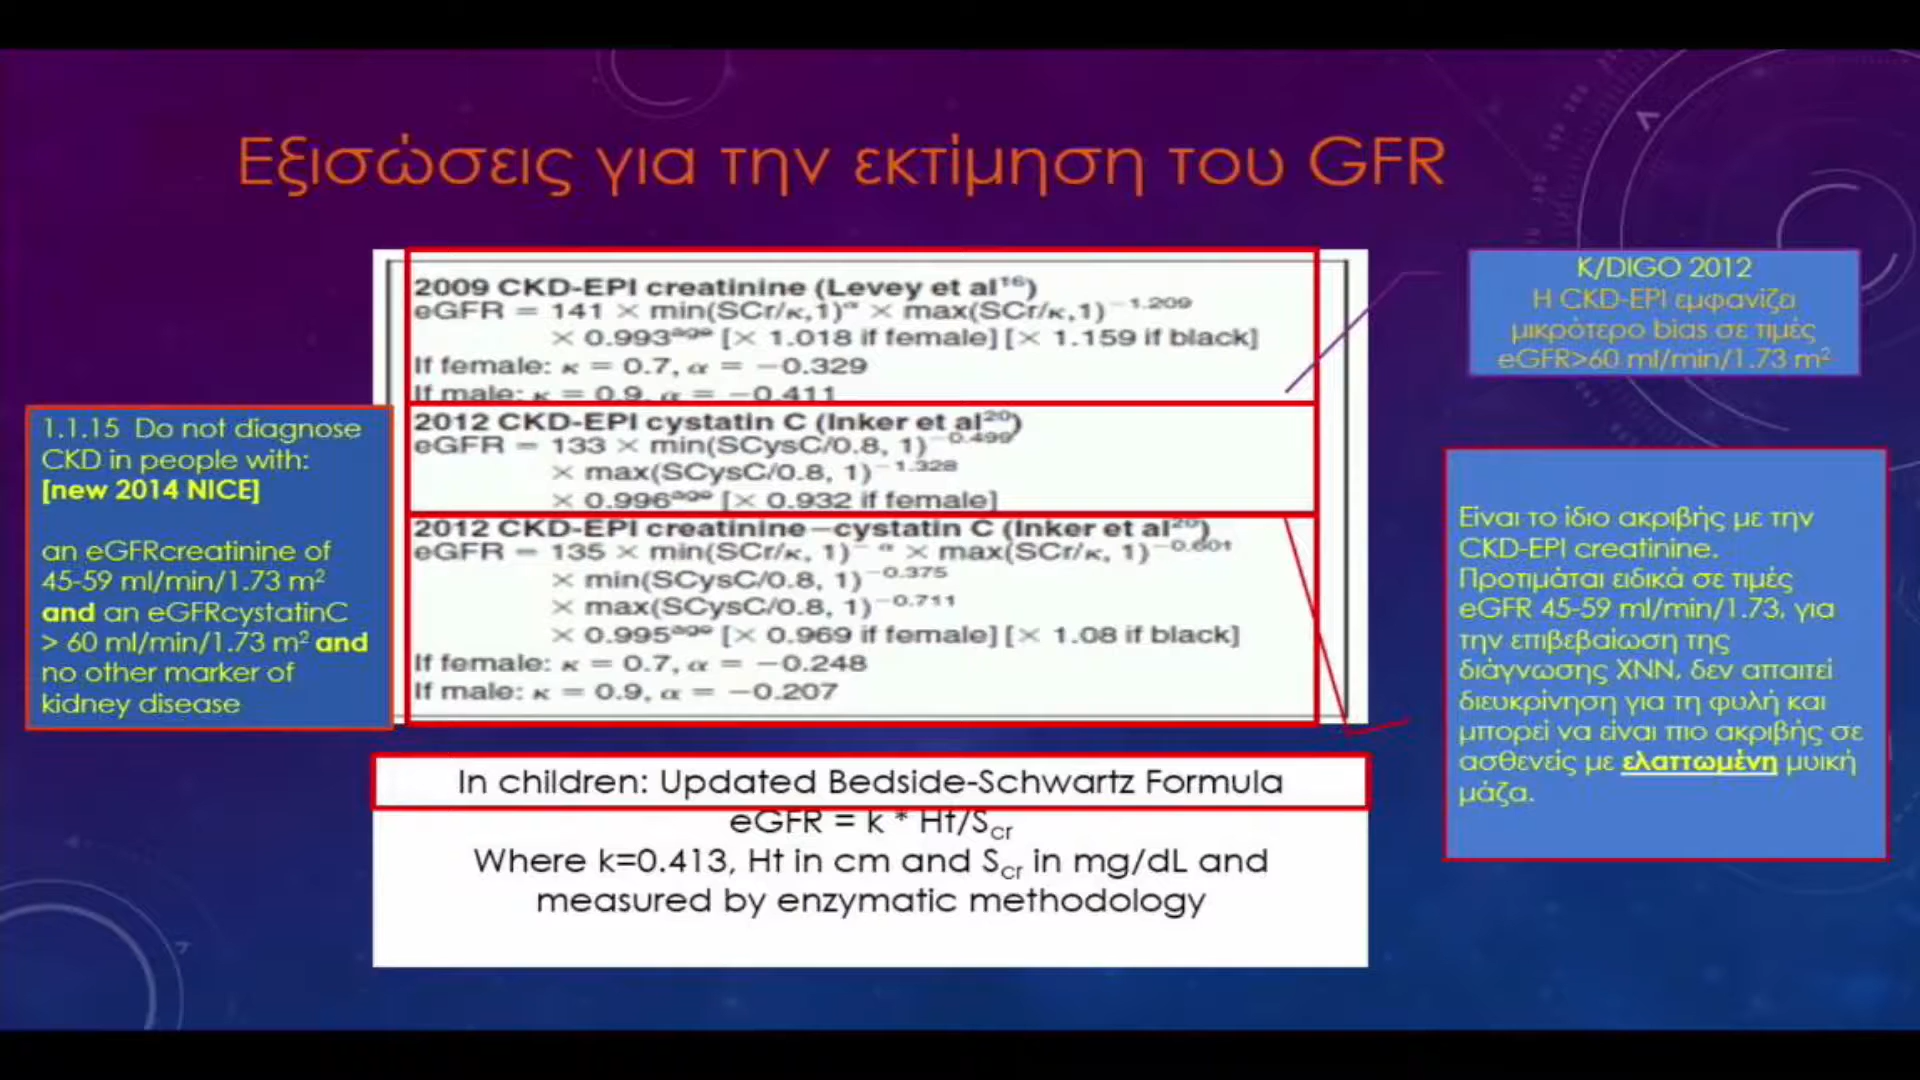 Εξισώσεις για την εκτίμηση του GFR
2009 CKD-EPI creatinine (Levey et al¹⁶)
eGFR = 141 × min(SCr/κ,1)ᵅ × max(SCr/κ,1)⁻¹·²⁰⁹
× 0.993ᵃᵍᵉ [× 1.018 if female] [× 1.159 if black]
If female: κ = 0.7, α = −0.329
If male: κ = 0.9, α = −0.411
2012 CKD-EPI cystatin C (Inker et al²⁰)
eGFR = 133 × min(SCysC/0.8, 1)⁻⁰·⁴⁹⁹
× max(SCysC/0.8, 1)⁻¹·³²⁸
× 0.996ᵃᵍᵉ [× 0.932 if female]
2012 CKD-EPI creatinine–cystatin C (Inker et al²⁰)
eGFR = 135 × min(SCr/κ, 1)⁻ ᵅ × max(SCr/κ, 1)⁻⁰·⁶⁰¹
× min(SCysC/0.8, 1)⁻⁰·³⁷⁵
× max(SCysC/0.8, 1)⁻⁰·⁷¹¹
× 0.995ᵃᵍᵉ [× 0.969 if female] [× 1.08 if black]
If female: κ = 0.7, α = −0.248
If male: κ = 0.9, α = −0.207
In children: Updated Bedside-Schwartz Formula
eGFR = k * Ht/Scr
Where k=0.413, Ht in cm and Scr in mg/dL and
measured by enzymatic methodology
1.1.15 Do not diagnose
CKD in people with:
[new 2014 NICE]
an eGFRcreatinine of
45-59 ml/min/1.73 m²
and an eGFRcystatinC
> 60 ml/min/1.73 m² and
no other marker of
kidney disease
K/DIGO 2012
Η CKD-EPI εμφανίζει
μικρότερο bias σε τιμές
eGFR>60 ml/min/1.73 m²
Είναι το ίδιο ακριβής με την
CKD-EPI creatinine.
Προτιμάται ειδικά σε τιμές
eGFR 45-59 ml/min/1.73, για
την επιβεβαίωση της
διάγνωσης ΧΝΝ, δεν απαιτεί
διευκρίνηση για τη φυλή και
μπορεί να είναι πιο ακριβής σε
ασθενείς με ελαττωμένη μυική
μάζα.